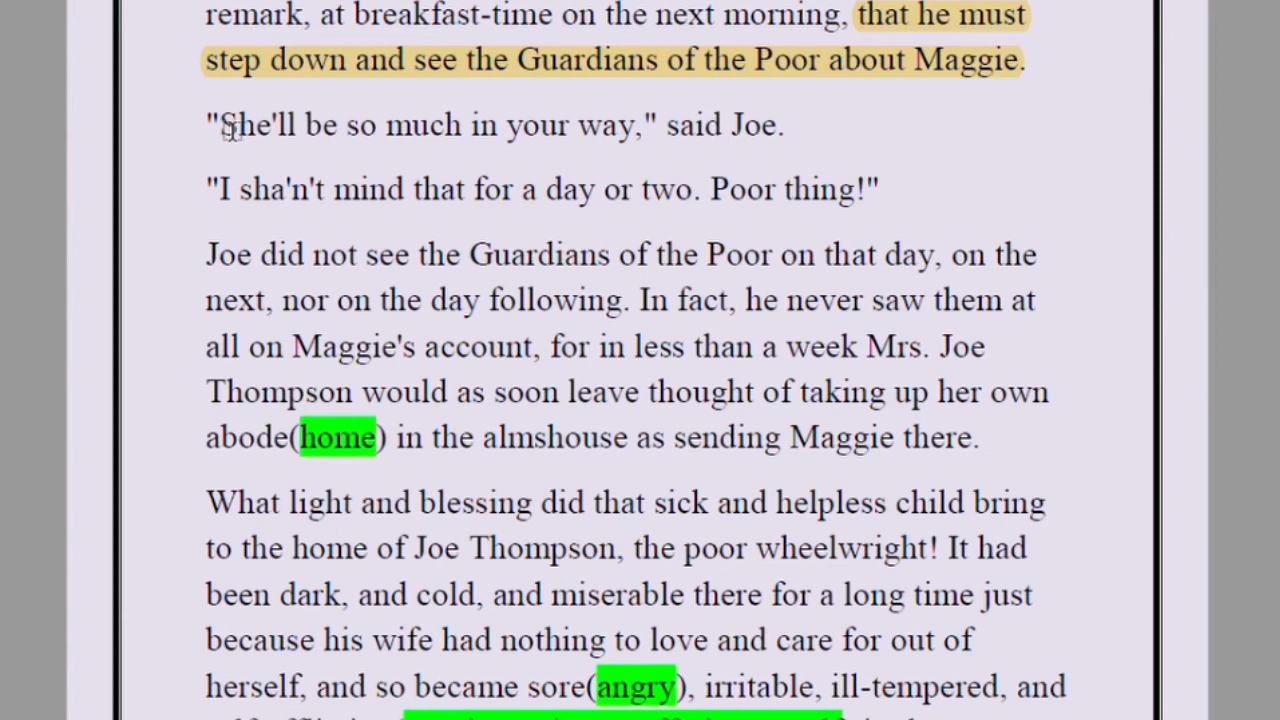 remark, at breakfast-time on the next morning, that he must
step down and see the Guardians of the Poor about Maggie.
"She'll be so much in your way," said Joe.
"I sha'n't mind that for a day or two. Poor thing!"
Joe did not see the Guardians of the Poor on that day, on the
next, nor on the day following. In fact, he never saw them at
all on Maggie's account, for in less than a week Mrs. Joe
Thompson would as soon leave thought of taking up her own
abode(home) in the almshouse as sending Maggie there.
What light and blessing did that sick and helpless child bring
to the home of Joe Thompson, the poor wheelwright! It had
been dark, and cold, and miserable there for a long time just
because his wife had nothing to love and care for out of
herself, and so became sore(angry), irritable, ill-tempered, and